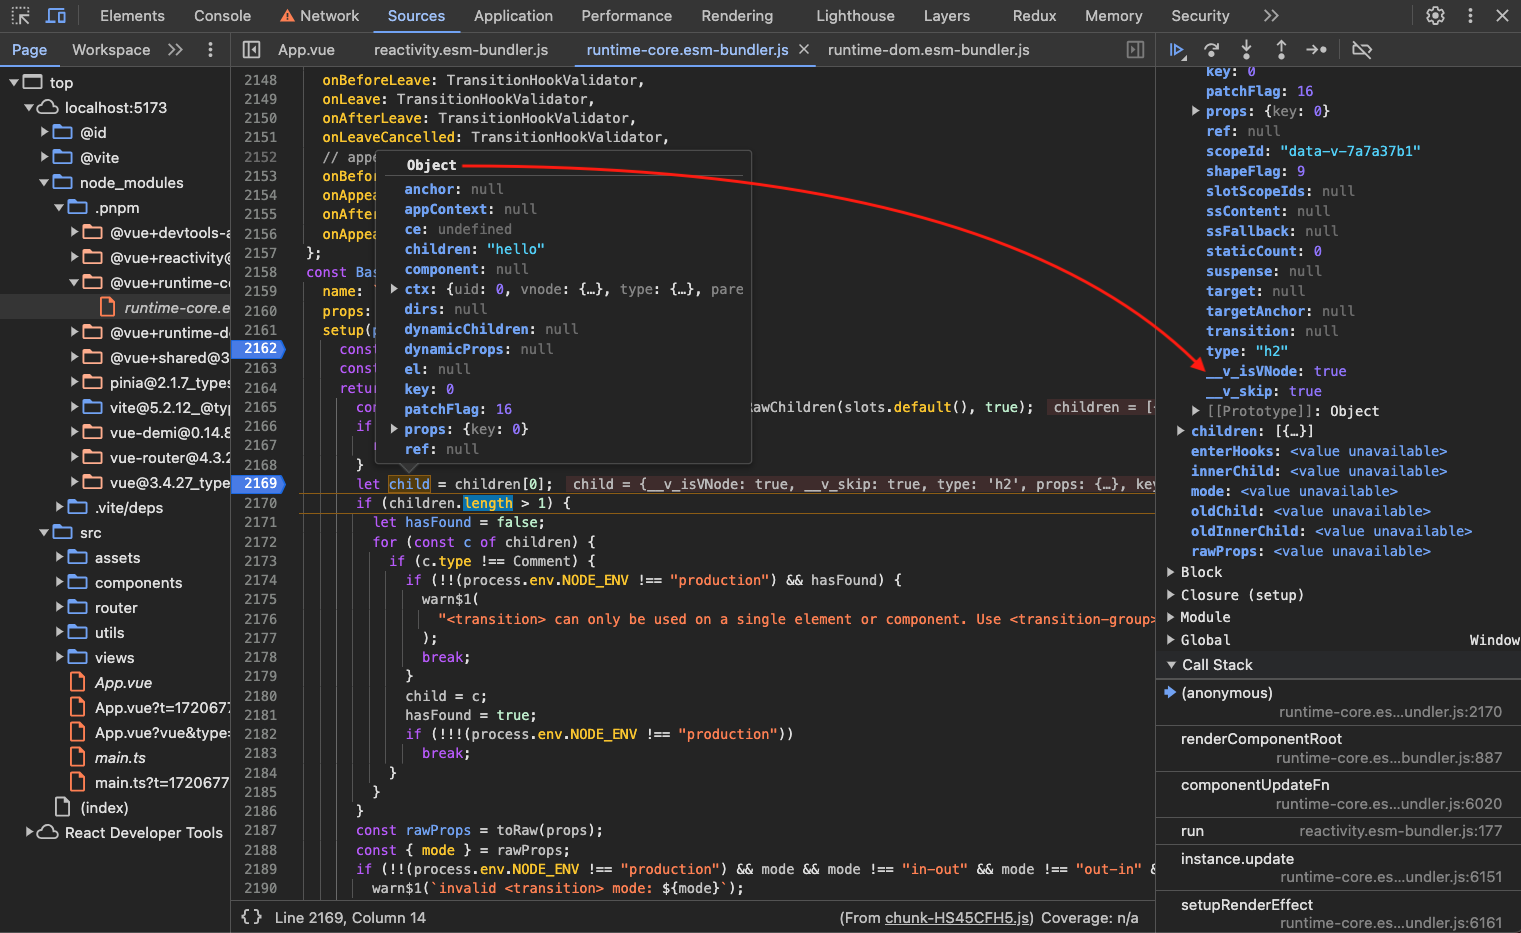 Elements Console Network Sources Application Performance Rendering Lighthouse Layers Redux Memory Security
Page Workspace
App.vue reactivity.esm-bundler.js runtime-core.esm-bundler.js runtime-dom.esm-bundler.js
top
localhost:5173
@id
@vite
node_modules
.pnpm
@vue+devtools-a
@vue+reactivity@
@vue+runtime-co
runtime-core.e
@vue+runtime-do
@vue+shared@3
pinia@2.1.7_types
vite@5.2.12_@typ
vue-demi@0.14.8
vue-router@4.3.2
vue@3.4.27_type
.vite/deps
src
assets
components
router
utils
views
App.vue
App.vue?t=1720677
App.vue?vue&type=
main.ts
main.ts?t=1720677
(index)
React Developer Tools
2148 onBeforeLeave: TransitionHookValidator,
2149 onLeave: TransitionHookValidator,
2150 onAfterLeave: TransitionHookValidator,
2151 onLeaveCancelled: TransitionHookValidator,
2152 // appe
2153 onBefor
2154 onAppea
2155 onAfter
2156 onAppea
2157 };
2158 const Bas
2159 name: `
2160 props:
2161 setup(p
2162 const
2163 const
2164 retur
2165 con awChildren(slots.default(), true); children = [
2166 if
2167 r
2168 }
2169 let child = children[0]; child = {__v_isVNode: true, __v_skip: true, type: 'h2', props: {…}, key
2170 if (children.length > 1) {
2171 let hasFound = false;
2172 for (const c of children) {
2173 if (c.type !== Comment) {
2174 if (!!(process.env.NODE_ENV !== "production") && hasFound) {
2175 warn$1(
2176 "<transition> can only be used on a single element or component. Use <transition-group>
2177 );
2178 break;
2179 }
2180 child = c;
2181 hasFound = true;
2182 if (!!!(process.env.NODE_ENV !== "production"))
2183 break;
2184 }
2185 }
2186 }
2187 const rawProps = toRaw(props);
2188 const { mode } = rawProps;
2189 if (!!(process.env.NODE_ENV !== "production") && mode && mode !== "in-out" && mode !== "out-in" &
2190 warn$1(`invalid <transition> mode: ${mode}`);
Object
anchor: null
appContext: null
ce: undefined
children: "hello"
component: null
ctx: {uid: 0, vnode: {…}, type: {…}, pare
dirs: null
dynamicChildren: null
dynamicProps: null
el: null
key: 0
patchFlag: 16
props: {key: 0}
ref: null
{} Line 2169, Column 14
(From chunk-HS45CFH5.js) Coverage: n/a
key: 0
patchFlag: 16
props: {key: 0}
ref: null
scopeId: "data-v-7a7a37b1"
shapeFlag: 9
slotScopeIds: null
ssContent: null
ssFallback: null
staticCount: 0
suspense: null
target: null
targetAnchor: null
transition: null
type: "h2"
__v_isVNode: true
__v_skip: true
[[Prototype]]: Object
children: [{…}]
enterHooks: <value unavailable>
innerChild: <value unavailable>
mode: <value unavailable>
oldChild: <value unavailable>
oldInnerChild: <value unavailable>
rawProps: <value unavailable>
Block
Closure (setup)
Module
Global Window
Call Stack
(anonymous)
runtime-core.es…undler.js:2170
renderComponentRoot
runtime-core.es…bundler.js:887
componentUpdateFn
runtime-core.es…undler.js:6020
run reactivity.esm-bundler.js:177
instance.update
runtime-core.es…undler.js:6151
setupRenderEffect
runtime-core.es…undler.js:6161